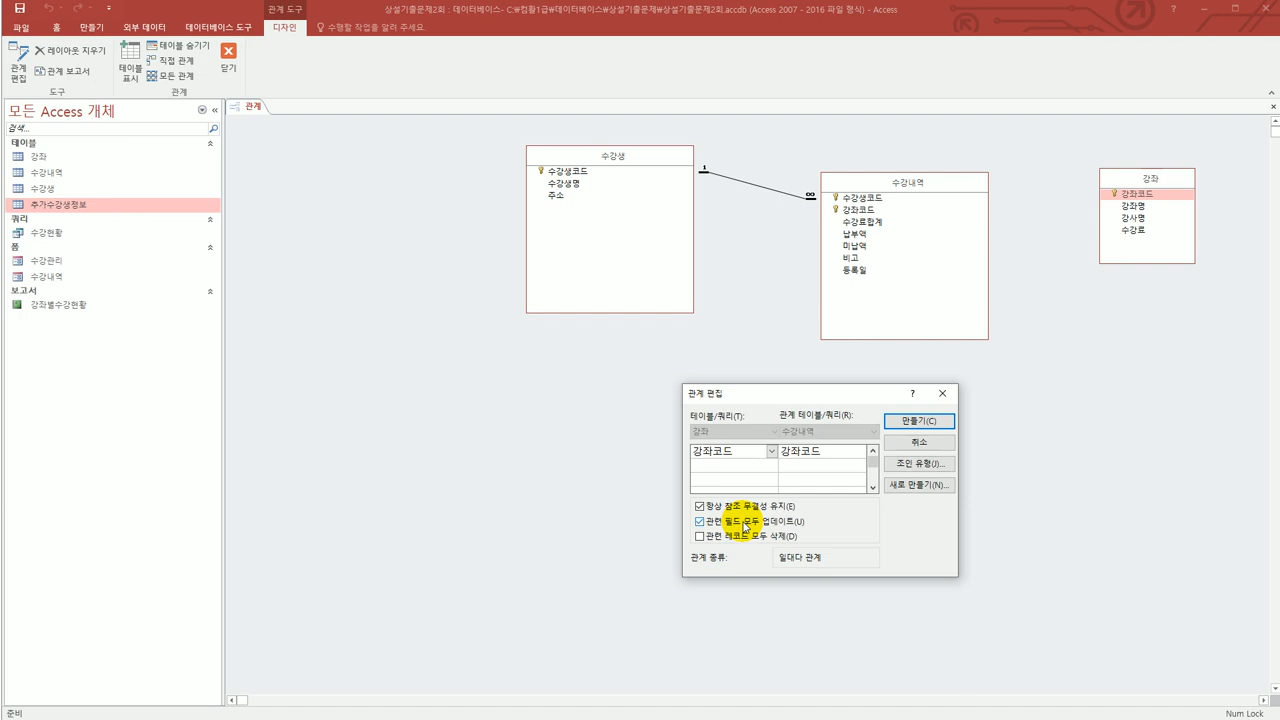 관계 도구
상설기출문제2회 : 데이터베이스- C:₩컴활1급₩데이터베이스₩상설기출문제₩상설기출문제2회.accdb (Access 2007 - 2016 파일 형식) - Access
파일 홈 만들기 외부 데이터 데이터베이스 도구 디자인 수행할 작업을 알려 주세요.
관계 편집
레이아웃 지우기
관계 보고서
도구
테이블 표시
테이블 숨기기
직접 관계
모든 관계
관계
닫기
모든 Access 개체
검색...
테이블
강좌
수강내역
수강생
추가수강생정보
쿼리
수강현황
폼
수강관리
수강내역
보고서
강좌별수강현황
관계
수강생
수강생코드
수강생명
주소
1
∞
수강내역
수강생코드
강좌코드
수강료합계
납부액
미납액
비고
등록일
강좌
강좌코드
강좌명
강사명
수강료
관계 편집
?
테이블/쿼리(T): 관계 테이블/쿼리(R):
강좌 수강내역
강좌코드 강좌코드
만들기(C)
취소
조인 유형(J)...
새로 만들기(N)...
항상 참조 무결성 유지(E)
관련 필드 모두 업데이트(U)
관련 레코드 모두 삭제(D)
관계 종류: 일대다 관계
준비
Num Lock